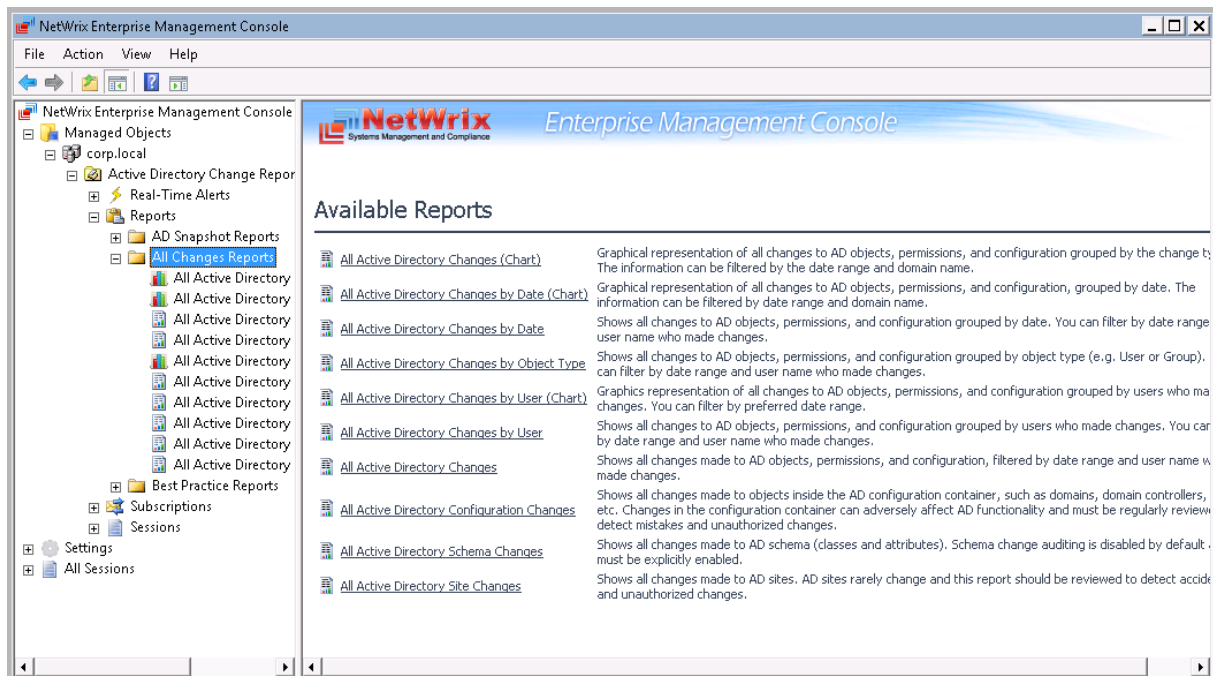 NetWrix Enterprise Management Console
File Action View Help
NetWrix Enterprise Management Console
Managed Objects
corp.local
Active Directory Change Repor
Real-Time Alerts
Reports
AD Snapshot Reports
All Changes Reports
All Active Directory
All Active Directory
All Active Directory
All Active Directory
All Active Directory
All Active Directory
All Active Directory
All Active Directory
All Active Directory
All Active Directory
Best Practice Reports
Subscriptions
Sessions
Settings
All Sessions
NetWrix
Systems Management and Compliance
Enterprise Management Console
Available Reports
All Active Directory Changes (Chart)
Graphical representation of all changes to AD objects, permissions, and configuration grouped by the change ty
The information can be filtered by the date range and domain name.
All Active Directory Changes by Date (Chart)
Graphical representation of all changes to AD objects, permissions, and configuration, grouped by date. The
information can be filtered by date range and domain name.
All Active Directory Changes by Date
Shows all changes to AD objects, permissions, and configuration grouped by date. You can filter by date range
user name who made changes.
All Active Directory Changes by Object Type
Shows all changes to AD objects, permissions, and configuration grouped by object type (e.g. User or Group).
can filter by date range and user name who made changes.
All Active Directory Changes by User (Chart)
Graphics representation of all changes to AD objects, permissions, and configuration grouped by users who ma
changes. You can filter by preferred date range.
All Active Directory Changes by User
Shows all changes to AD objects, permissions, and configuration grouped by users who made changes. You car
by date range and user name who made changes.
All Active Directory Changes
Shows all changes made to AD objects, permissions, and configuration, filtered by date range and user name w
made changes.
All Active Directory Configuration Changes
Shows all changes made to objects inside the AD configuration container, such as domains, domain controllers,
etc. Changes in the configuration container can adversely affect AD functionality and must be regularly review
detect mistakes and unauthorized changes.
All Active Directory Schema Changes
Shows all changes made to AD schema (classes and attributes). Schema change auditing is disabled by default
must be explicitly enabled.
All Active Directory Site Changes
Shows all changes made to AD sites. AD sites rarely change and this report should be reviewed to detect accide
and unauthorized changes.